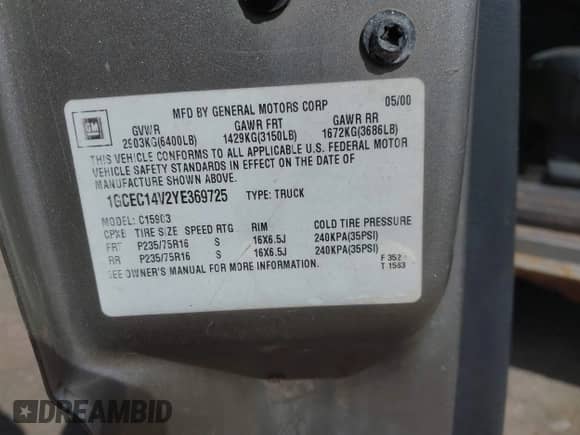 GM
MFD BY GENERAL MOTORS CORP 05/00
GVWR GAWR FRT GAWR RR
2903KG(6400LB) 1429KG(3150LB) 1672KG(3686LB)
THIS VEHICLE CONFORMS TO ALL APPLICABLE U.S. FEDERAL MOTOR
VEHICLE SAFETY STANDARDS IN EFFECT ON THE DATE OF
MANUFACTURE SHOWN ABOVE.
1GCEC14V2YE369725 TYPE: TRUCK
MODEL: C15903
CPXE TIRE SIZE SPEED RTG RIM COLD TIRE PRESSURE
FRT P235/75R16 S 16X6.5J 240KPA(35PSI)
RR P235/75R16 S 16X6.5J 240KPA(35PSI)
SEE OWNER'S MANUAL FOR MORE INFORMATION. F 352
T 1563
DREAMBID